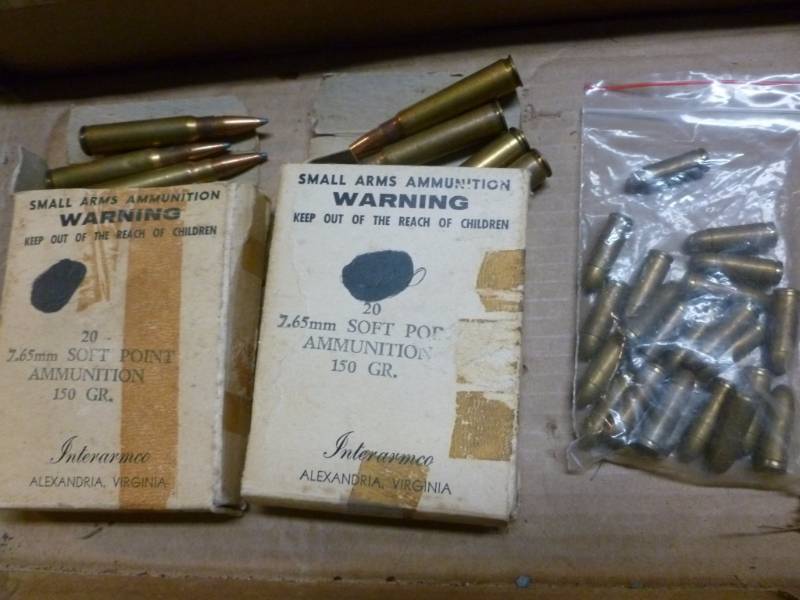 SMALL ARMS AMMUNITION
WARNING
KEEP OUT OF THE REACH OF CHILDREN
20
7.65mm SOFT POINT
AMMUNITION
150 GR.
Interarmco
ALEXANDRIA, VIRGINIA
SMALL ARMS AMMUNITION
WARNING
KEEP OUT OF THE REACH OF CHILDREN
20
7.65mm SOFT PO
AMMUNITION
150 GR.
Interarmco
ALEXANDRIA, VIRGINIA